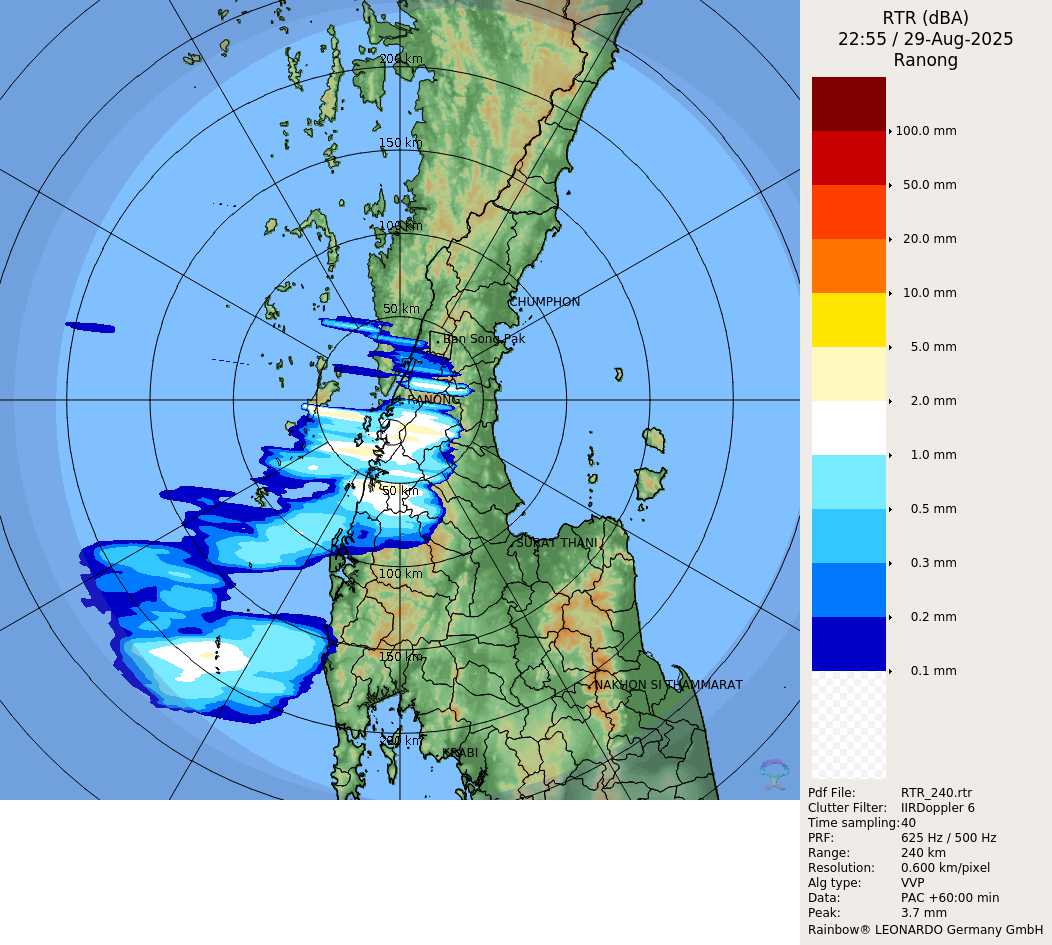 RTR (dBA)
22:55 / 29-Aug-2025
Ranong
200 km
150 km
100 km
50 km
CHUMPHON
Ban Song Pak
RANONG
50 km
SURAT THANI
100 km
150 km
NAKHON SI THAMMARAT
200 km
KRABI
100.0 mm
50.0 mm
20.0 mm
10.0 mm
5.0 mm
2.0 mm
1.0 mm
0.5 mm
0.3 mm
0.2 mm
0.1 mm
Pdf File: RTR_240.rtr
Clutter Filter: IIRDoppler 6
Time sampling:40
PRF: 625 Hz / 500 Hz
Range: 240 km
Resolution: 0.600 km/pixel
Alg type: VVP
Data: PAC +60:00 min
Peak: 3.7 mm
Rainbow® LEONARDO Germany GmbH